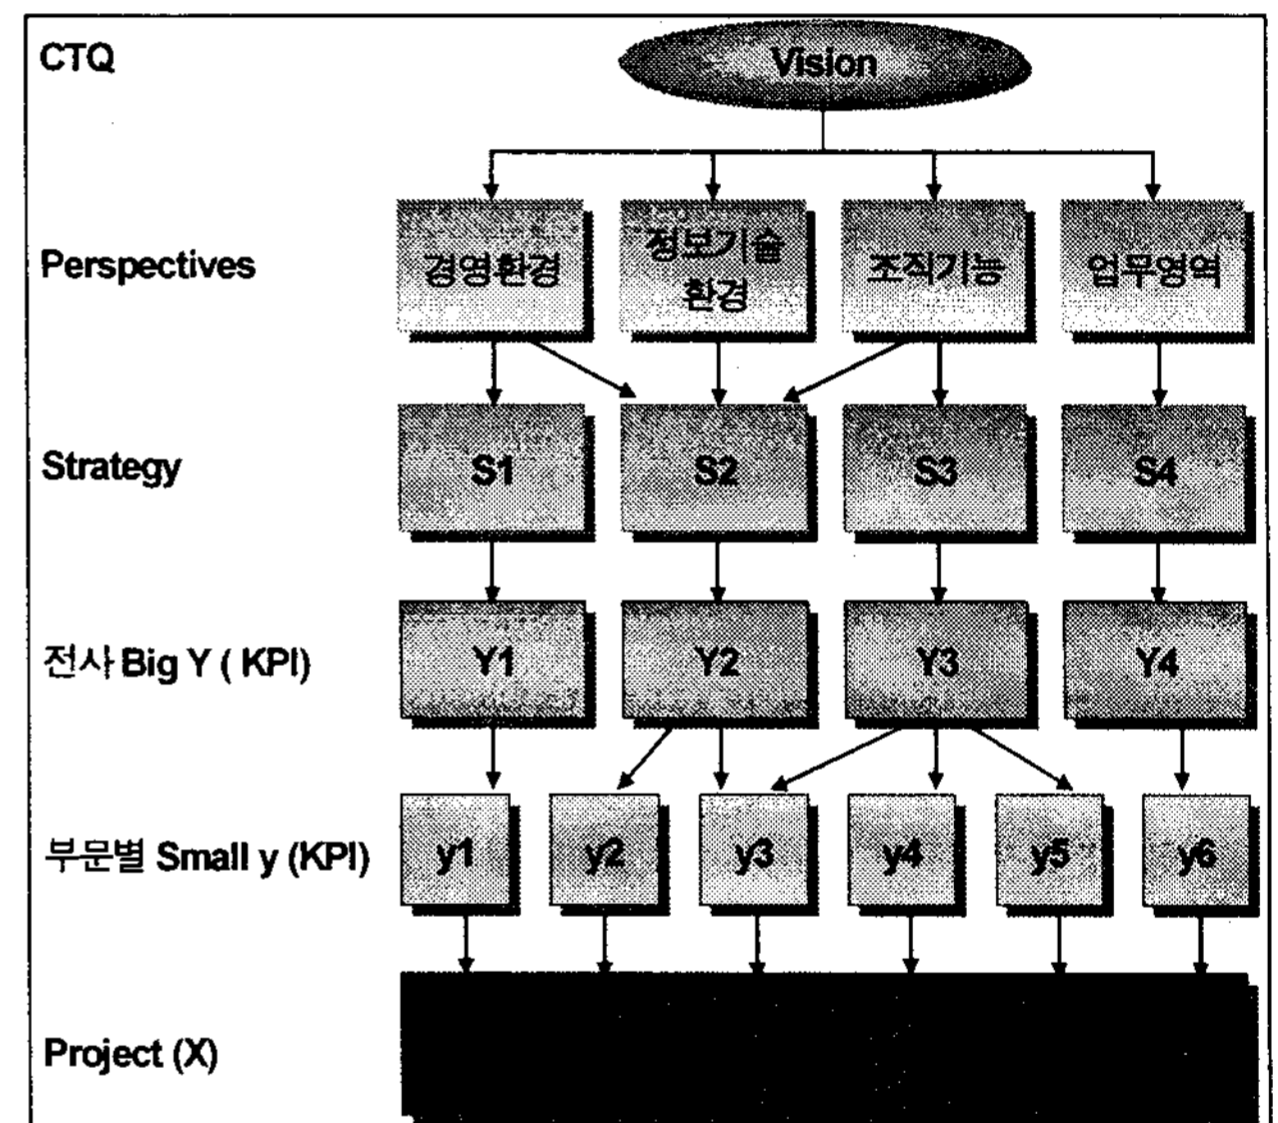 CTQ
Vision
Perspectives
경영환경
정보기술
환경
조직기능
업무영역
Strategy
S1
S2
S3
S4
전사 Big Y ( KPI)
Y1
Y2
Y3
Y4
부문별 Small y (KPI)
y1
y2
y3
y4
y5
y6
Project (X)